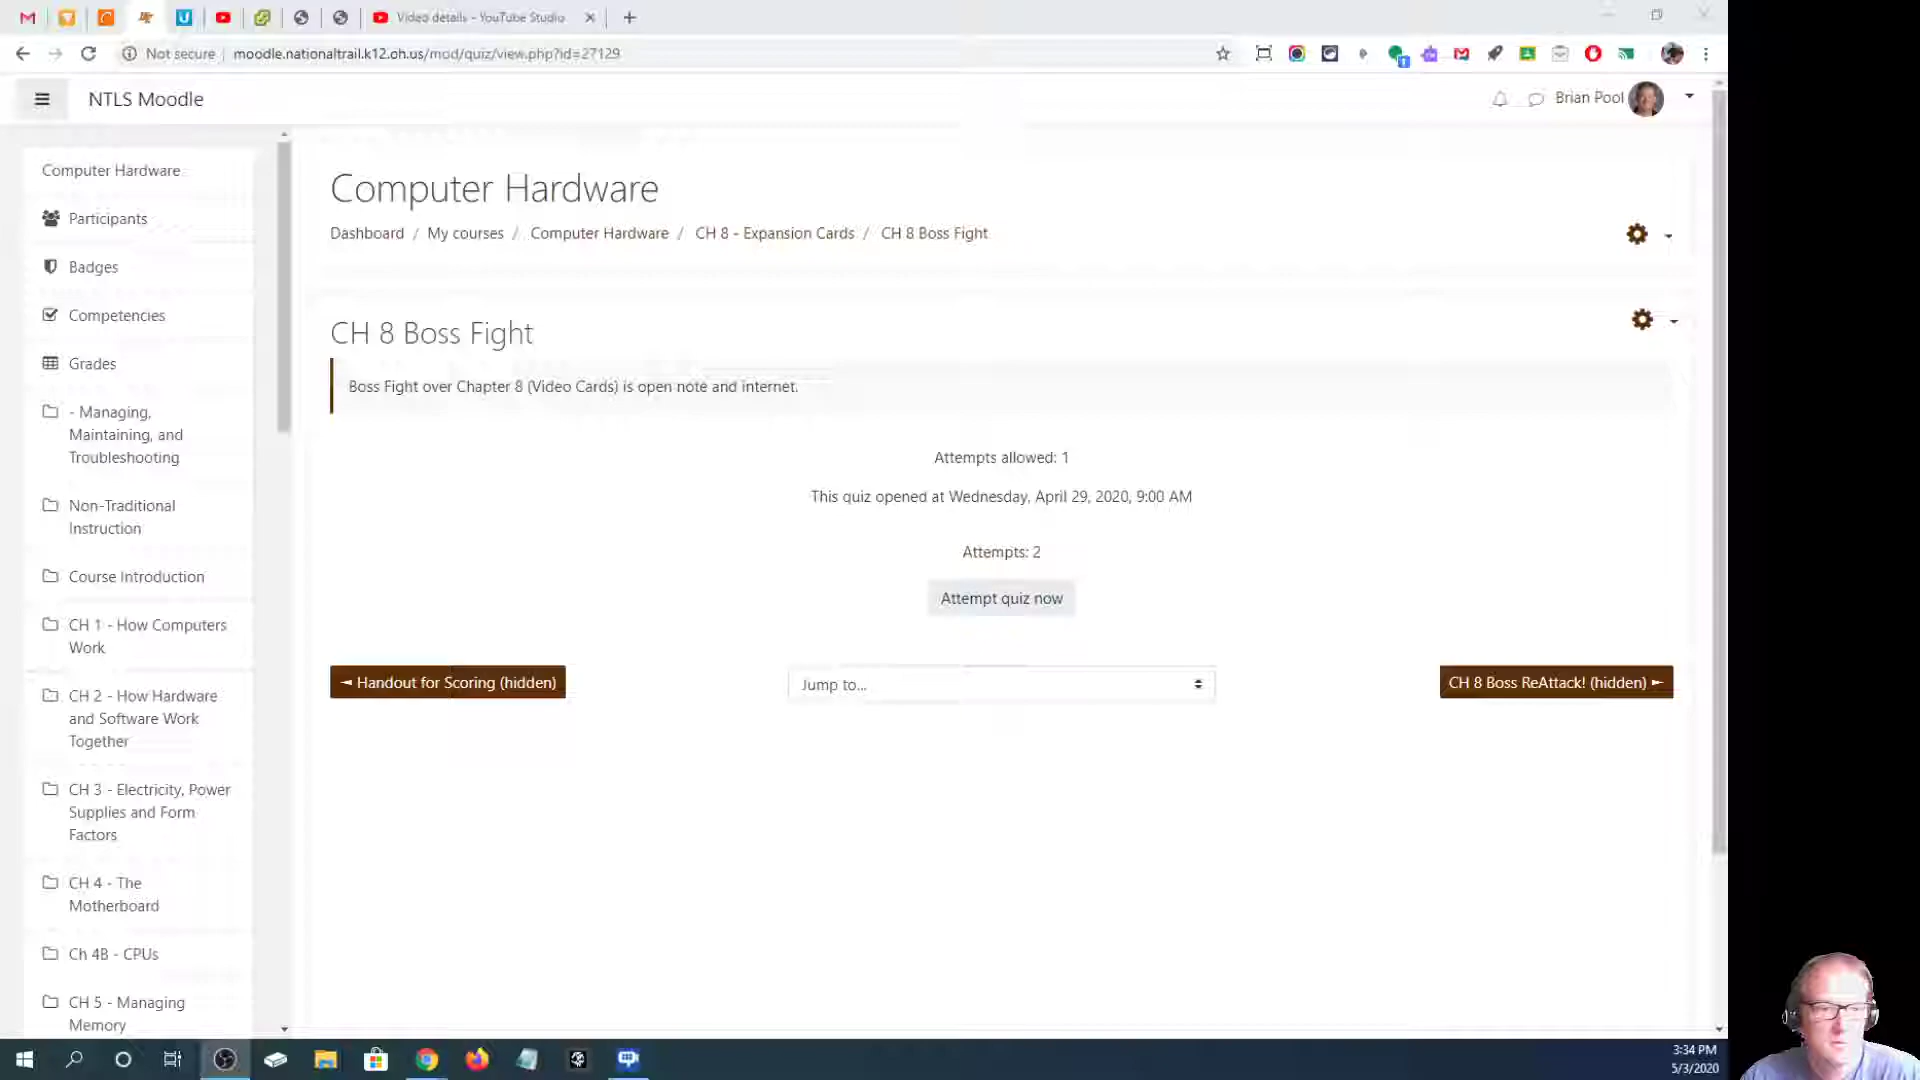 Video details - YouTube Studio
Not secure
moodle.nationaltrail.k12.oh.us/mod/quiz/view.php?id=27129
NTLS Moodle
Brian Pool
Computer Hardware
Participants
Badges
Competencies
Grades
- Managing,
Maintaining, and
Troubleshooting
Non-Traditional
Instruction
Course Introduction
CH 1 - How Computers
Work
CH 2 - How Hardware
and Software Work
Together
CH 3 - Electricity, Power
Supplies and Form
Factors
CH 4 - The
Motherboard
Ch 4B - CPUs
CH 5 - Managing
Memory
Computer Hardware
Dashboard / My courses / Computer Hardware / CH 8 - Expansion Cards / CH 8 Boss Fight
CH 8 Boss Fight
Boss Fight over Chapter 8 (Video Cards) is open note and internet.
Attempts allowed: 1
This quiz opened at Wednesday, April 29, 2020, 9:00 AM
Attempts: 2
Attempt quiz now
◄ Handout for Scoring (hidden)
Jump to...
CH 8 Boss ReAttack! (hidden) ►
3:34 PM
5/3/2020